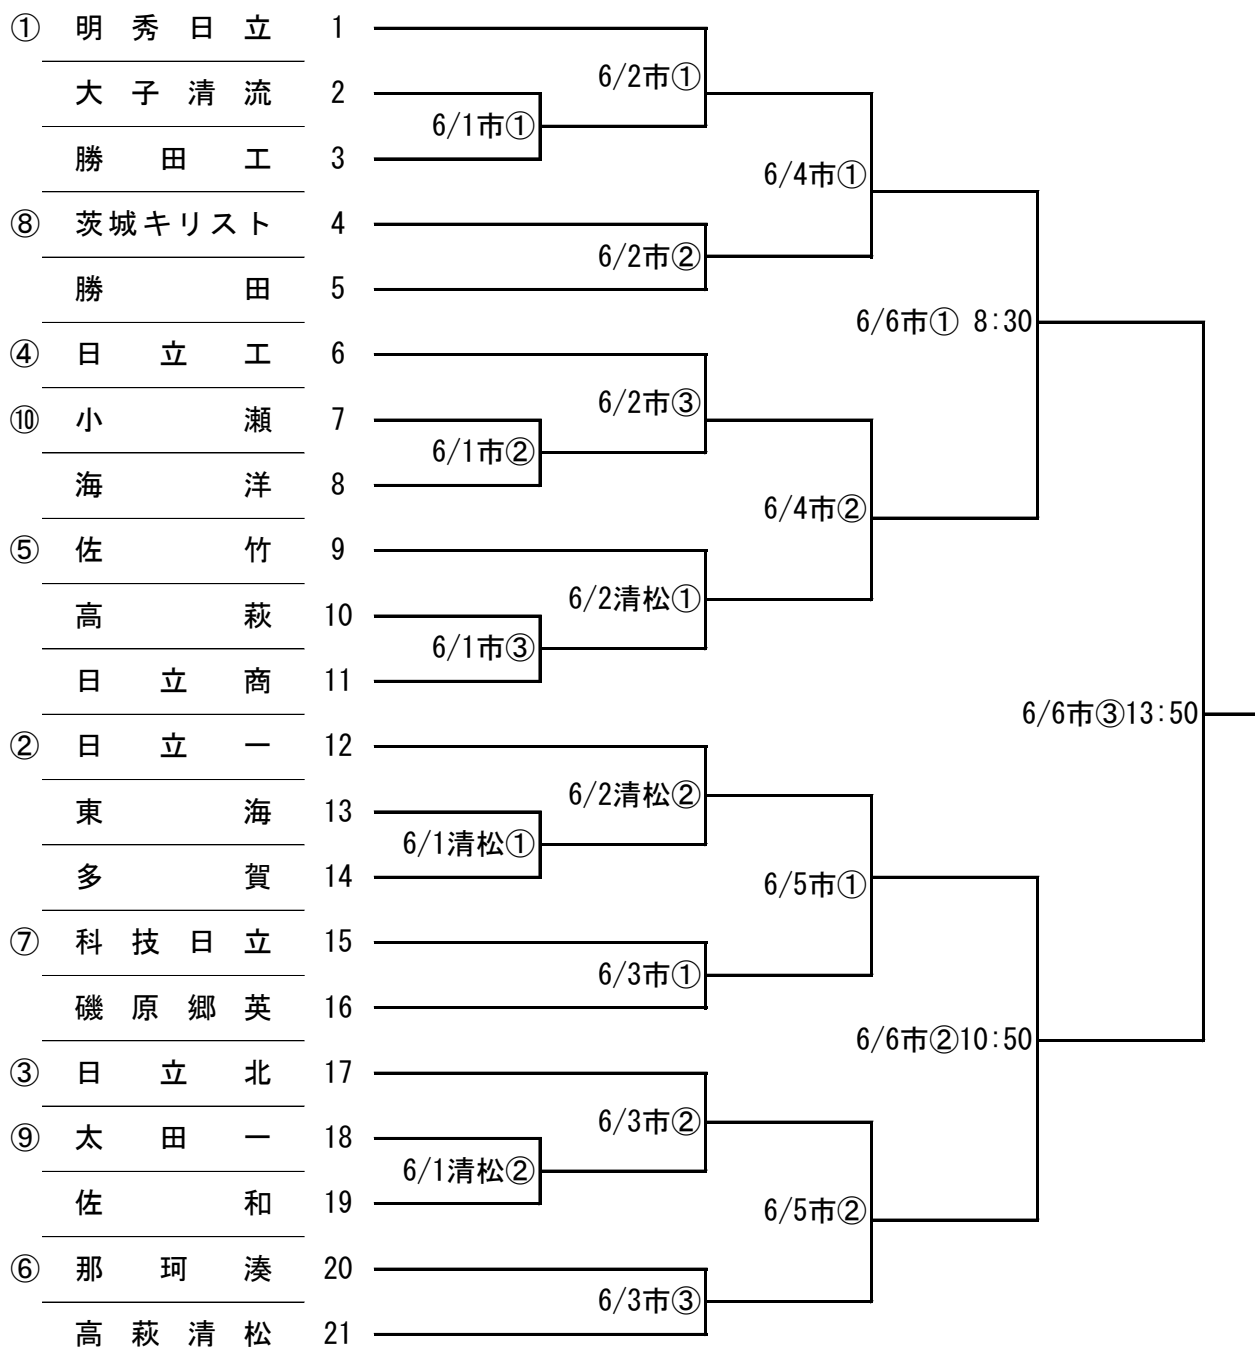 ① 明秀日立 1
6/2市①
大子清流 2
6/1市①
勝田工 3
6/4市①
⑧ 茨城キリスト 4
6/2市②
勝田 5
6/6市① 8:30
④ 日立工 6
6/2市③
⑩ 小瀬 7
6/1市②
海洋 8
6/4市②
⑤ 佐竹 9
6/2清松①
高萩 10
6/1市③
日立商 11
6/6市③13:50
② 日立一 12
6/2清松②
東海 13
6/1清松①
多賀 14
6/5市①
⑦ 科技日立 15
6/3市①
磯原郷英 16
6/6市②10:50
③ 日立北 17
6/3市②
⑨ 太田一 18
6/1清松②
佐和 19
6/5市②
⑥ 那珂湊 20
6/3市③
高萩清松 21